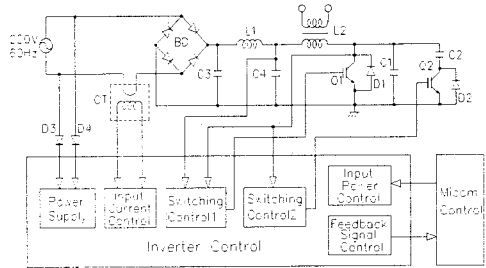 220V
60Hz
BD
L1
L2
C3
C4
Q1
D1
C1
C2
Q2
D2
CT
D3
D4
Power
Supply
Input
Current
Control
Switching
Control1
Switching
Control2
Input
Power
Control
Feedback
Signal
Control
Micom
Control
Inverter Control